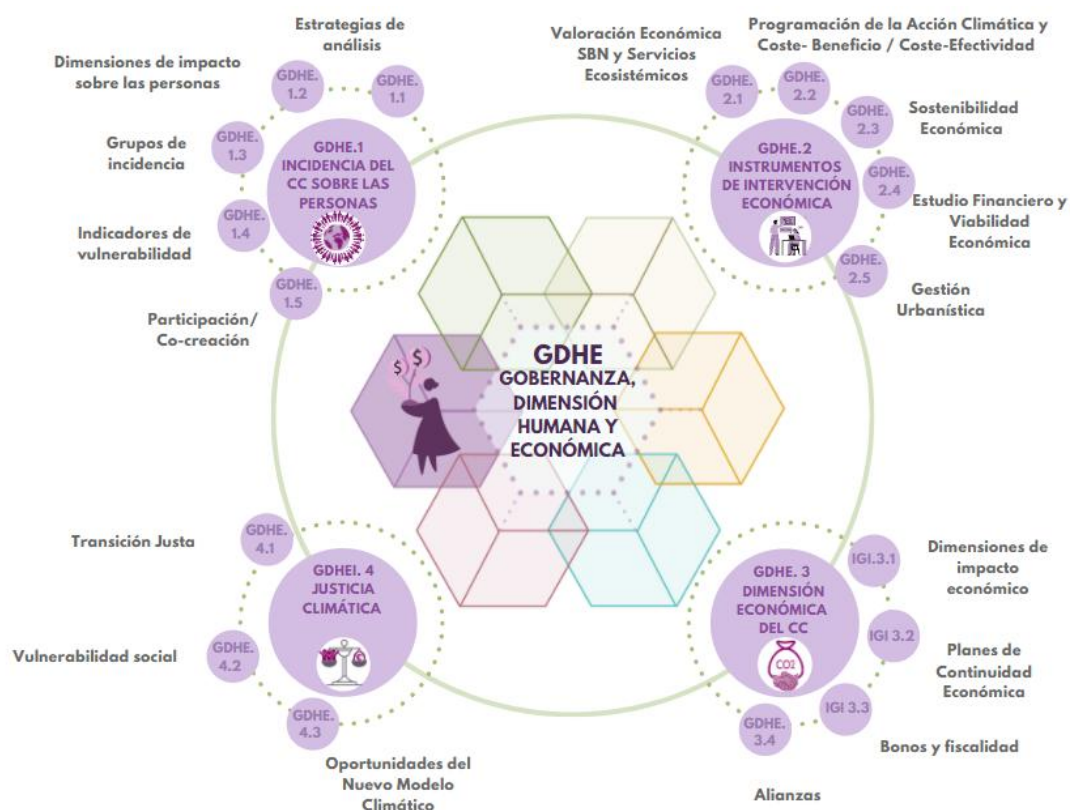 Estrategias de
análisis
GDHE.
1.1
Dimensiones de impacto
sobre las personas
GDHE.
1.2
Grupos de
incidencia
GDHE.
1.3
Indicadores de
vulnerabilidad
GDHE.
1.4
Participación/
Co-creación
GDHE.
1.5
GDHE.1
INCIDENCIA DEL
CC SOBRE LAS
PERSONAS
Valoración Económica
SBN y Servicios
Ecosistémicos
GDHE.
2.1
Programación de la Acción Climática y
Coste- Beneficio / Coste-Efectividad
GDHE.
2.2
Sostenibilidad
Económica
GDHE.
2.3
Estudio Financiero y
Viabilidad
Económica
GDHE.
2.4
Gestión
Urbanística
GDHE.
2.5
GDHE.2
INSTRUMENTOS
DE INTERVENCIÓN
ECONÓMICA
$ $
GDHE
GOBERNANZA,
DIMENSIÓN
HUMANA Y
ECONÓMICA
Transición Justa
GDHE.
4.1
Vulnerabilidad social
GDHE.
4.2
GDHE.
4.3
Oportunidades del
Nuevo Modelo
Climático
GDHEI. 4
JUSTICIA
CLIMÁTICA
GDHE. 3
DIMENSIÓN
ECONÓMICA
DEL CC
CO2
IGI.3.1
Dimensiones de
impacto
económico
IGI 3.2
Planes de
Continuidad
Económica
IGI 3.3
Bonos y fiscalidad
GDHE.
3.4
Alianzas